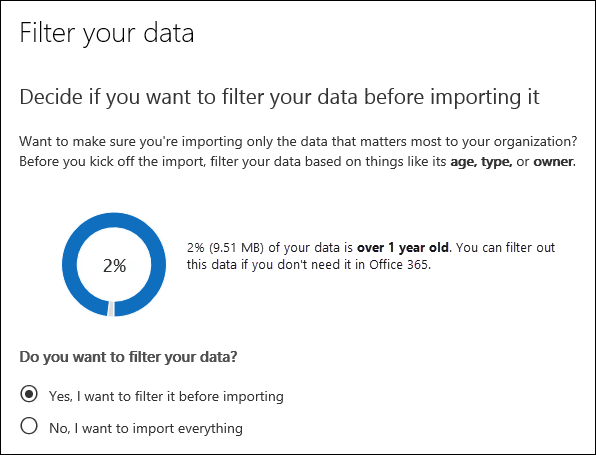 Filter your data
Decide if you want to filter your data before importing it
Want to make sure you're importing only the data that matters most to your organization?
Before you kick off the import, filter your data based on things like its age, type, or owner.
2%
2% (9.51 MB) of your data is over 1 year old. You can filter out
this data if you don't need it in Office 365.
Do you want to filter your data?
Yes, I want to filter it before importing
No, I want to import everything